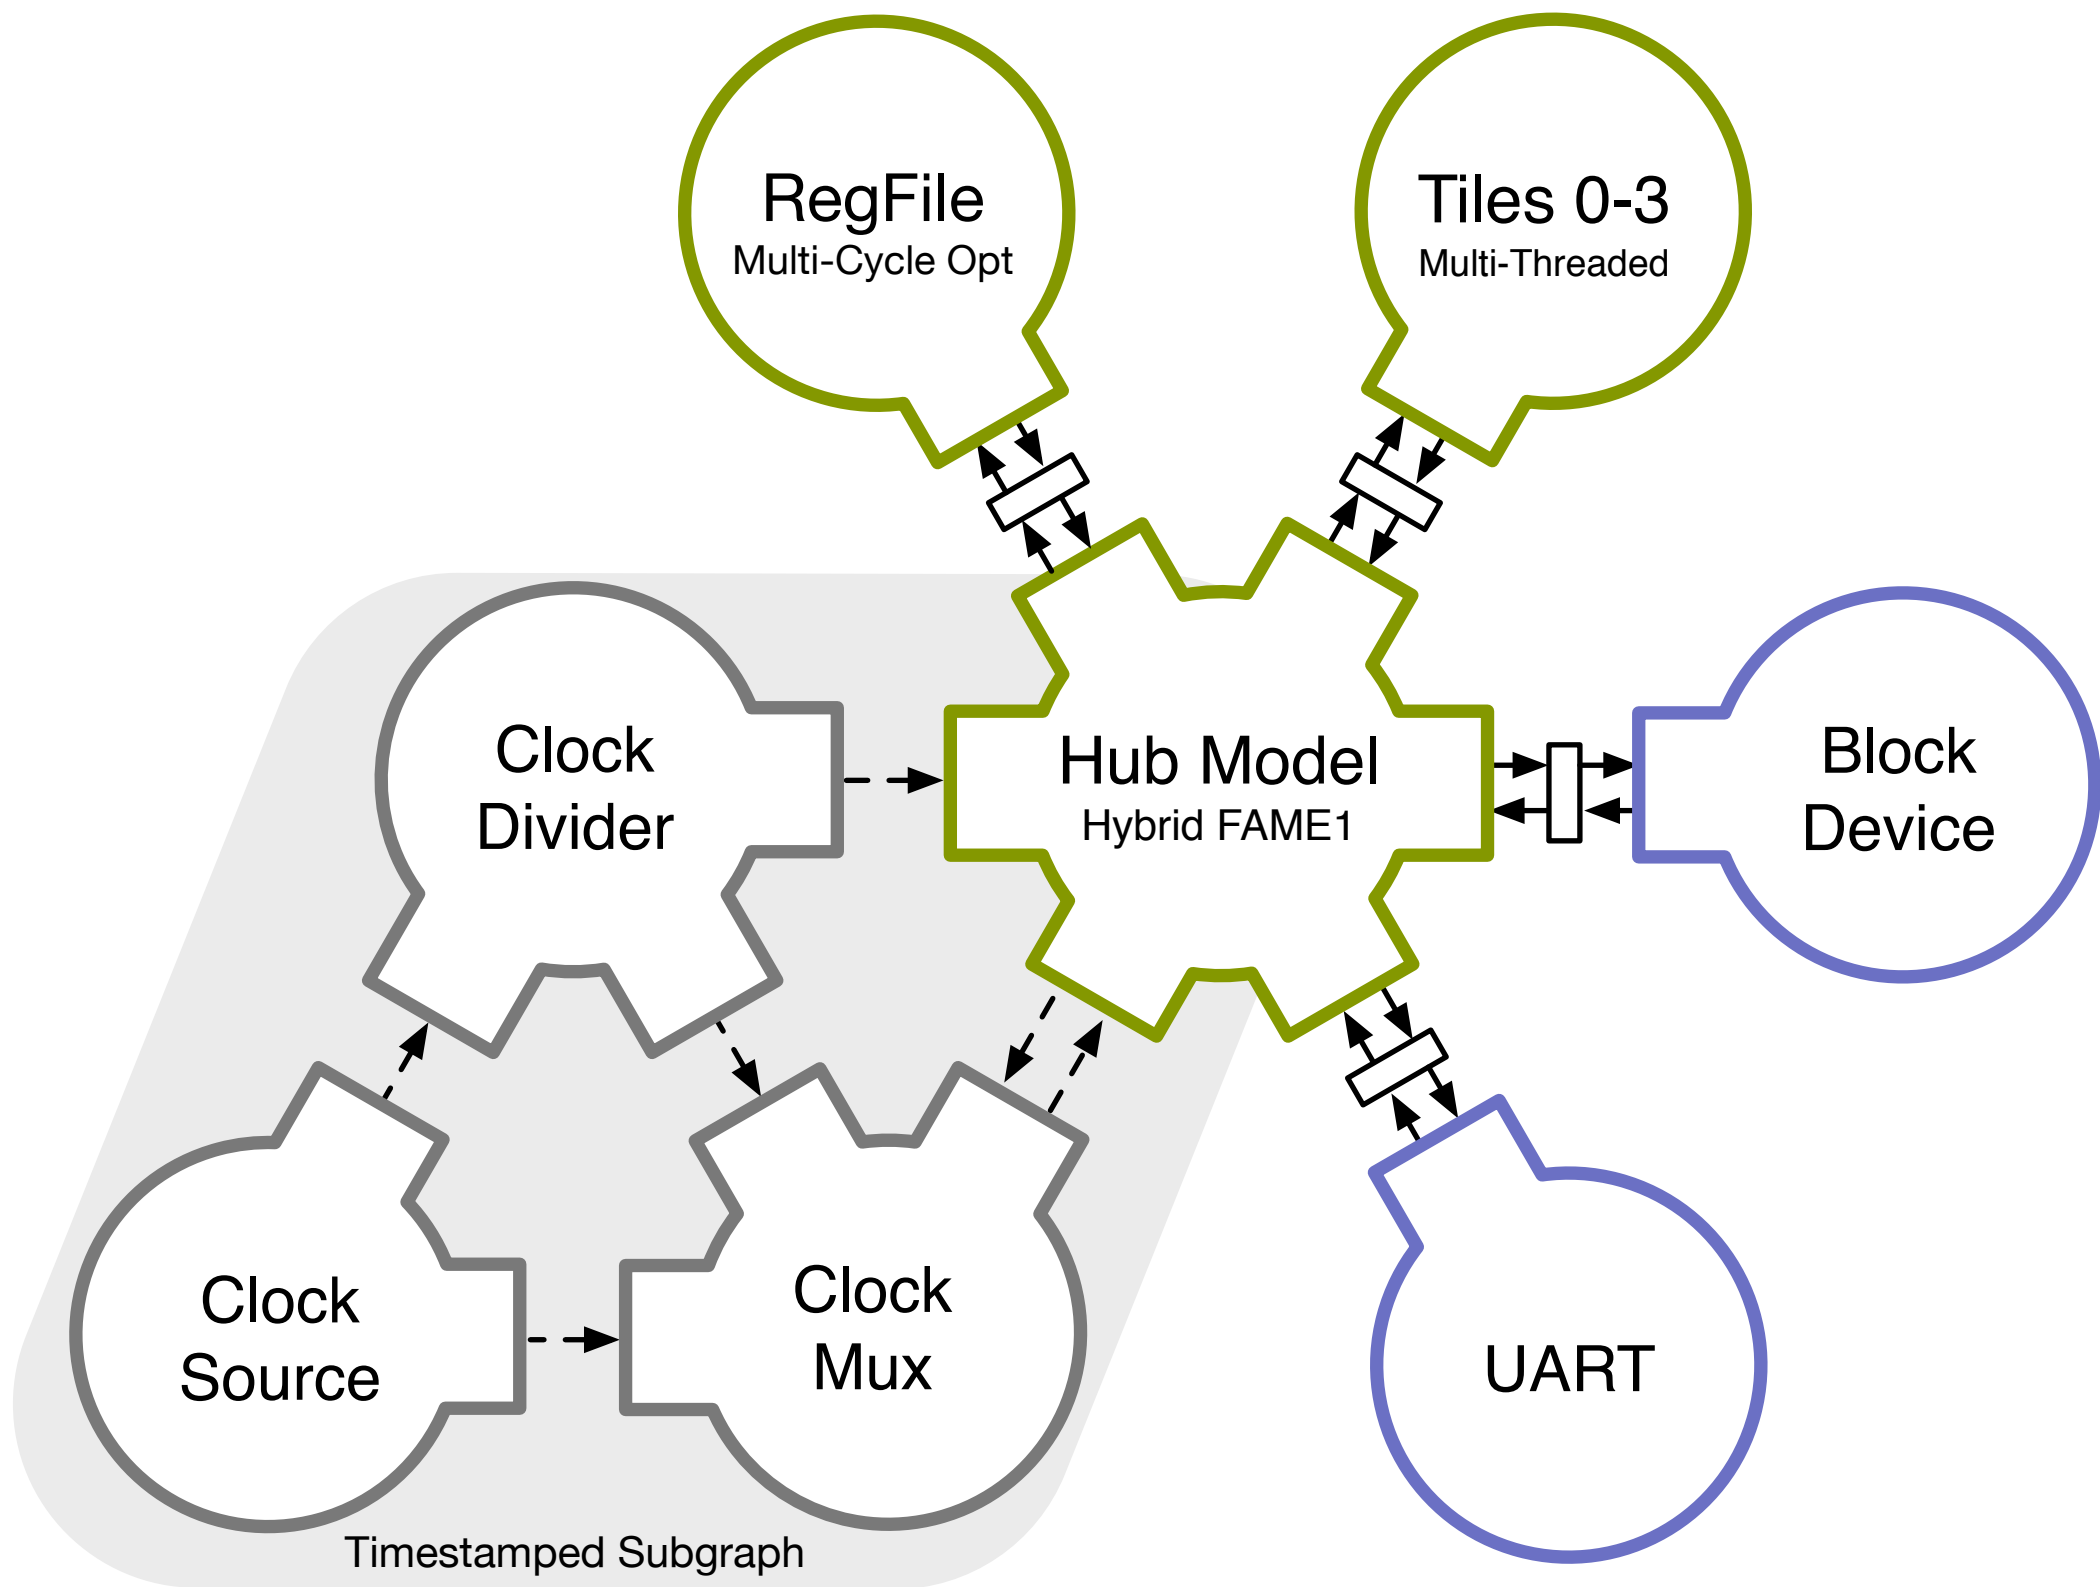 RegFile
Multi-Cycle Opt
Tiles 0-3
Multi-Threaded
Clock
Divider
Hub Model
Hybrid FAME1
Block
Device
Clock
Source
Clock
Mux
UART
Timestamped Subgraph